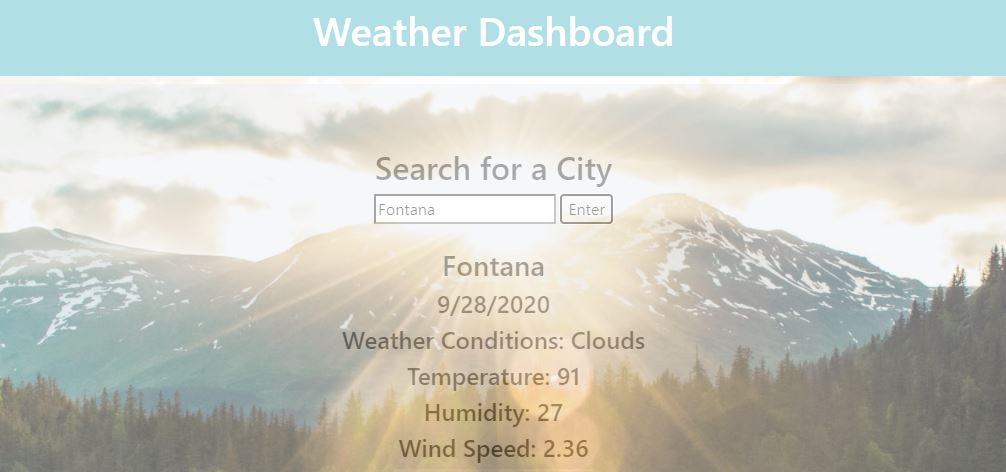 Weather Dashboard
Search for a City
Fontana Enter
Fontana
9/28/2020
Weather Conditions: Clouds
Temperature: 91
Humidity: 27
Wind Speed: 2.36